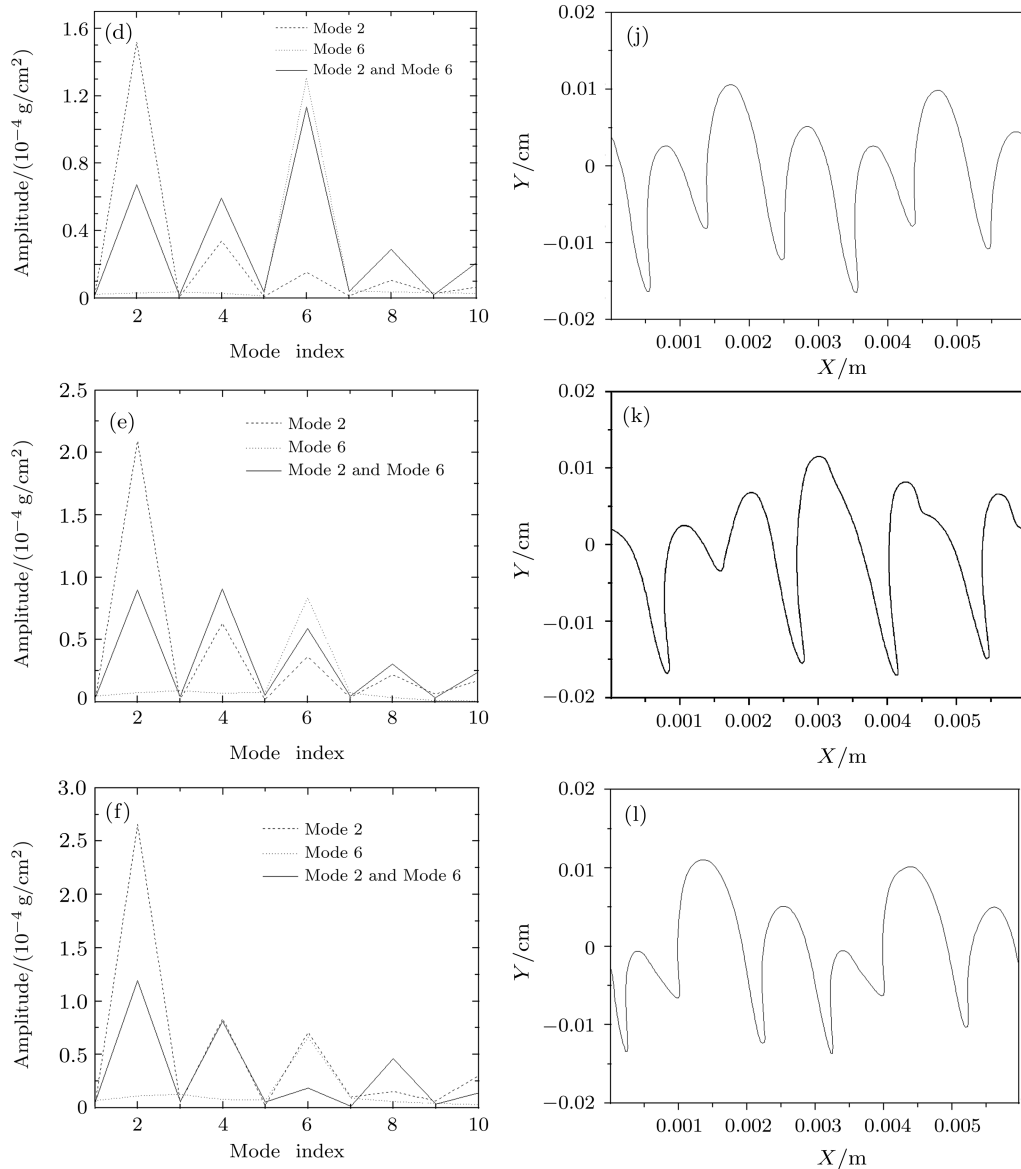 (d)
Mode 2
Mode 6
Mode 2 and Mode 6
Amplitude/(10⁻⁴ g/cm²)
1.6
1.2
0.8
0.4
0
2 4 6 8 10
Mode index
(j)
Y/cm
0.02
0.01
0
−0.01
−0.02
0.001 0.002 0.003 0.004 0.005
X/m
(e)
Mode 2
Mode 6
Mode 2 and Mode 6
Amplitude/(10⁻⁴ g/cm²)
2.5
2.0
1.5
1.0
0.5
0
2 4 6 8 10
Mode index
(k)
Y/cm
0.02
0.01
0
−0.01
−0.02
0.001 0.002 0.003 0.004 0.005
X/m
(f)
Mode 2
Mode 6
Mode 2 and Mode 6
Amplitude/(10⁻⁴ g/cm²)
3.0
2.5
2.0
1.5
1.0
0.5
0
2 4 6 8 10
Mode index
(l)
Y/cm
0.02
0.01
0
−0.01
−0.02
0.001 0.002 0.003 0.004 0.005
X/m